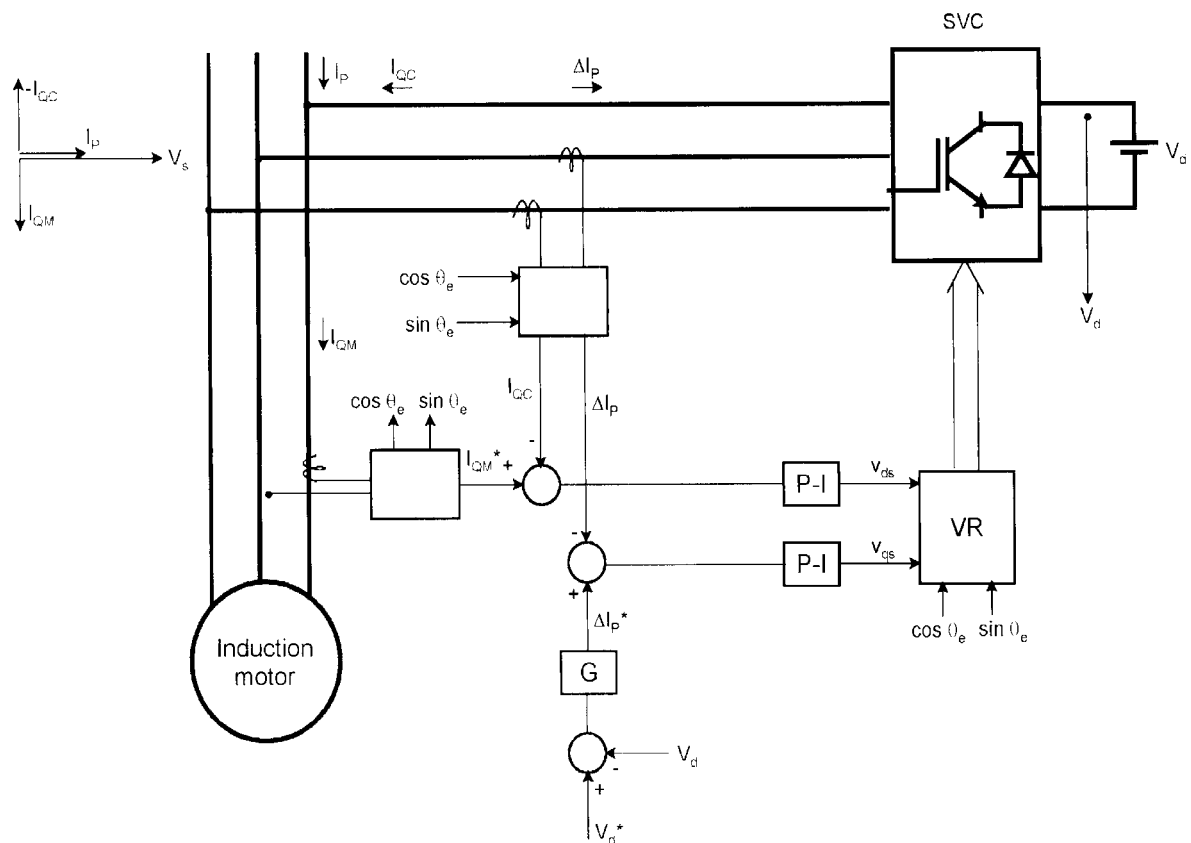 SVC
I_P
I_QC
ΔI_P
-I_QC
I_P
V_s
I_QM
V_d
V_d
cos θ_e
sin θ_e
I_QM
I_QC
ΔI_P
cos θ_e
sin θ_e
I_QM*
+
-
P-I
v_ds
VR
-
+
P-I
v_qs
ΔI_P*
cos θ_e
sin θ_e
Induction
motor
G
V_d
-
+
V_d*